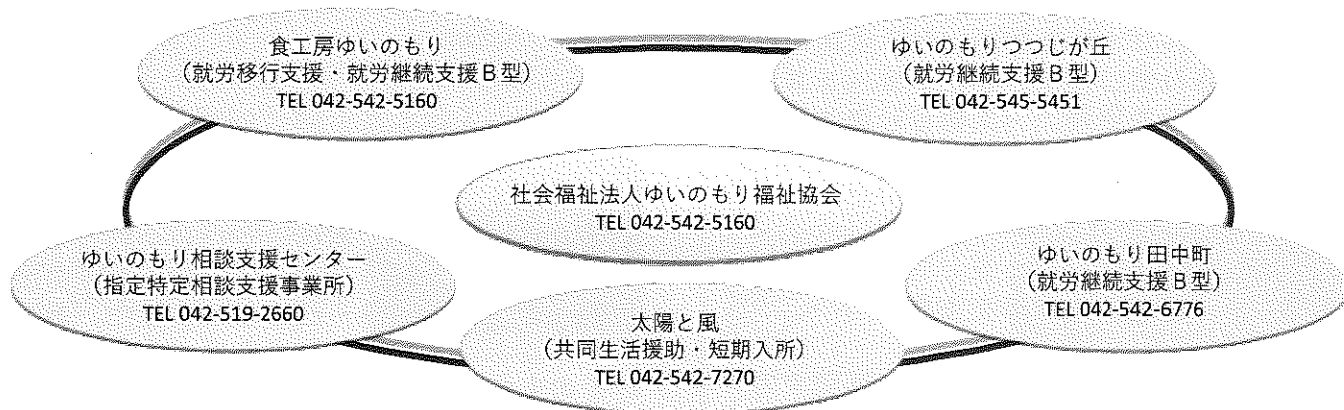 食工房ゆいのもり
(就労移行支援・就労継続支援B型)
TEL 042-542-5160
ゆいのもりつつじが丘
(就労継続支援B型)
TEL 042-545-5451
社会福祉法人ゆいのもり福祉協会
TEL 042-542-5160
ゆいのもり相談支援センター
(指定特定相談支援事業所)
TEL 042-519-2660
ゆいのもり田中町
(就労継続支援B型)
TEL 042-542-6776
太陽と風
(共同生活援助・短期入所)
TEL 042-542-7270